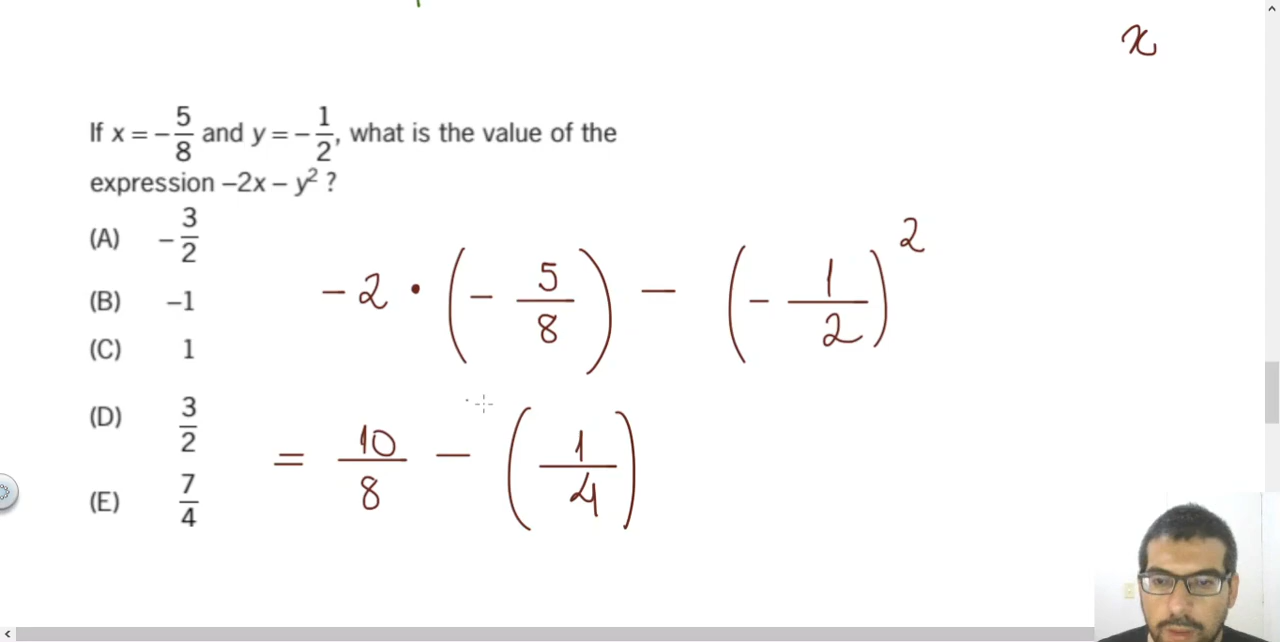 x
If x = -5/8 and y = -1/2, what is the value of the
expression -2x - y² ?
(A) -3/2
(B) -1
(C) 1
(D) 3/2
(E) 7/4
-2 · (-5/8) - (-1/2)²
= 10/8 - (1/4)